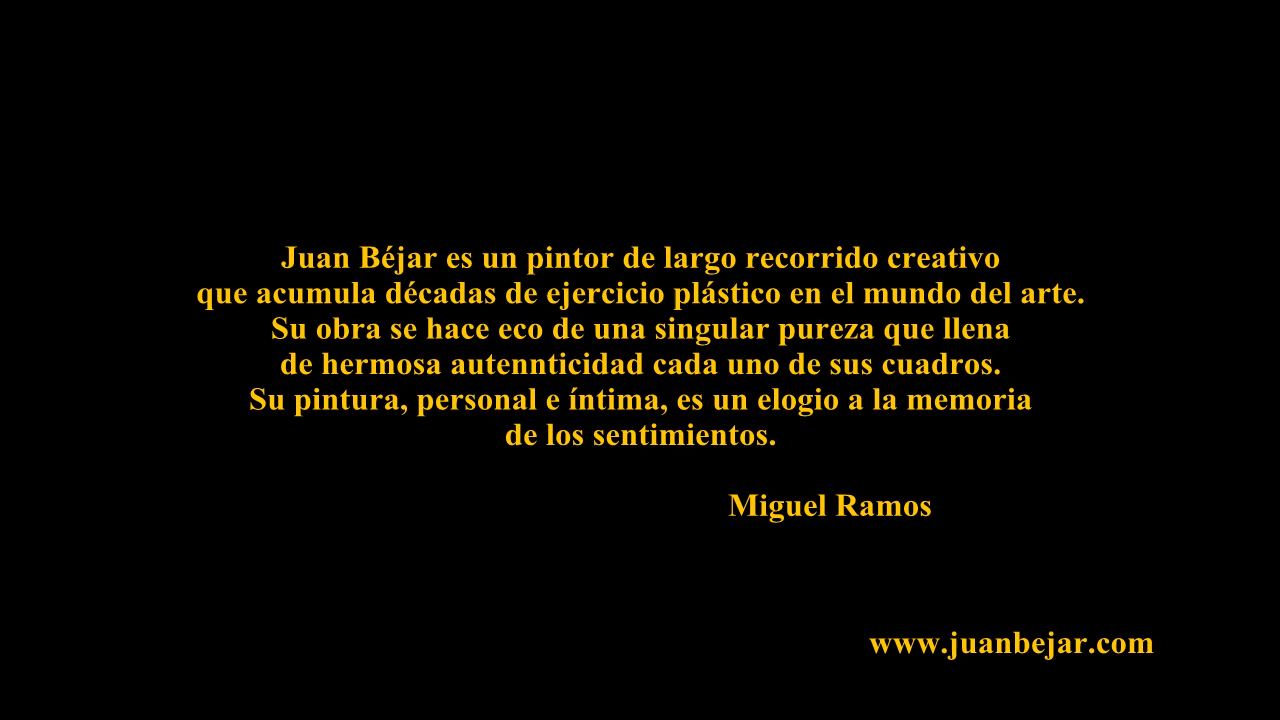 Juan Béjar es un pintor de largo recorrido creativo
que acumula décadas de ejercicio plástico en el mundo del arte.
Su obra se hace eco de una singular pureza que llena
de hermosa autennticidad cada uno de sus cuadros.
Su pintura, personal e íntima, es un elogio a la memoria
de los sentimientos.
Miguel Ramos
www.juanbejar.com